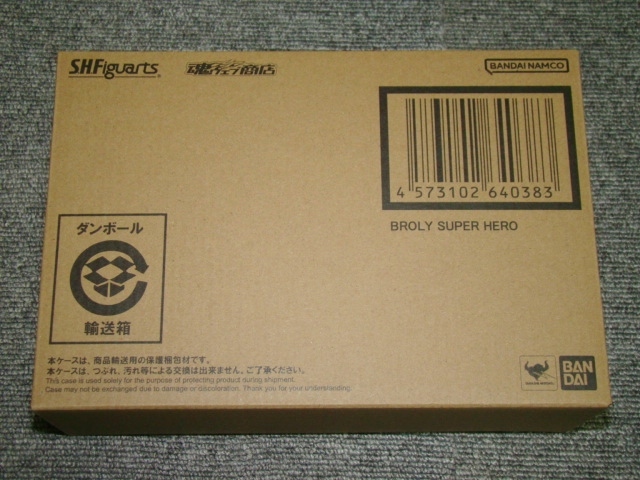 S.H.Figuarts
魂ウェブ商店
BANDAI NAMCO
4 573102 640383
BROLY SUPER HERO
ダンボール
輸送箱
本ケースは、商品輸送用の保護梱包材です。
本ケースは、つぶれ、汚れ等による交換は出来ません。ご了承ください。
This case is used solely for the purpose of protecting product during shipment.
Case may not be exchanged due to damage or discoloration. Thank you for your understanding.
BAN
DAI